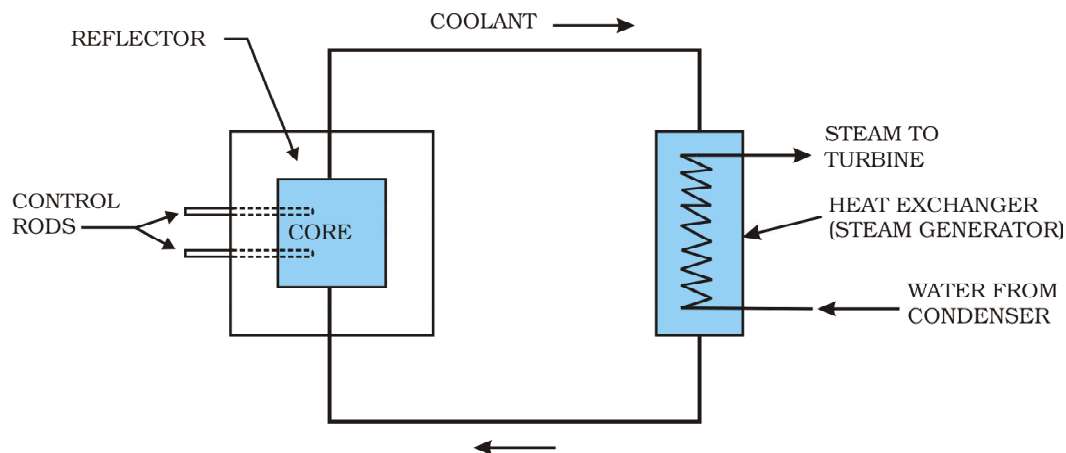 COOLANT
REFLECTOR
STEAM TO
TURBINE
CONTROL
RODS
CORE
HEAT EXCHANGER
(STEAM GENERATOR)
WATER FROM
CONDENSER